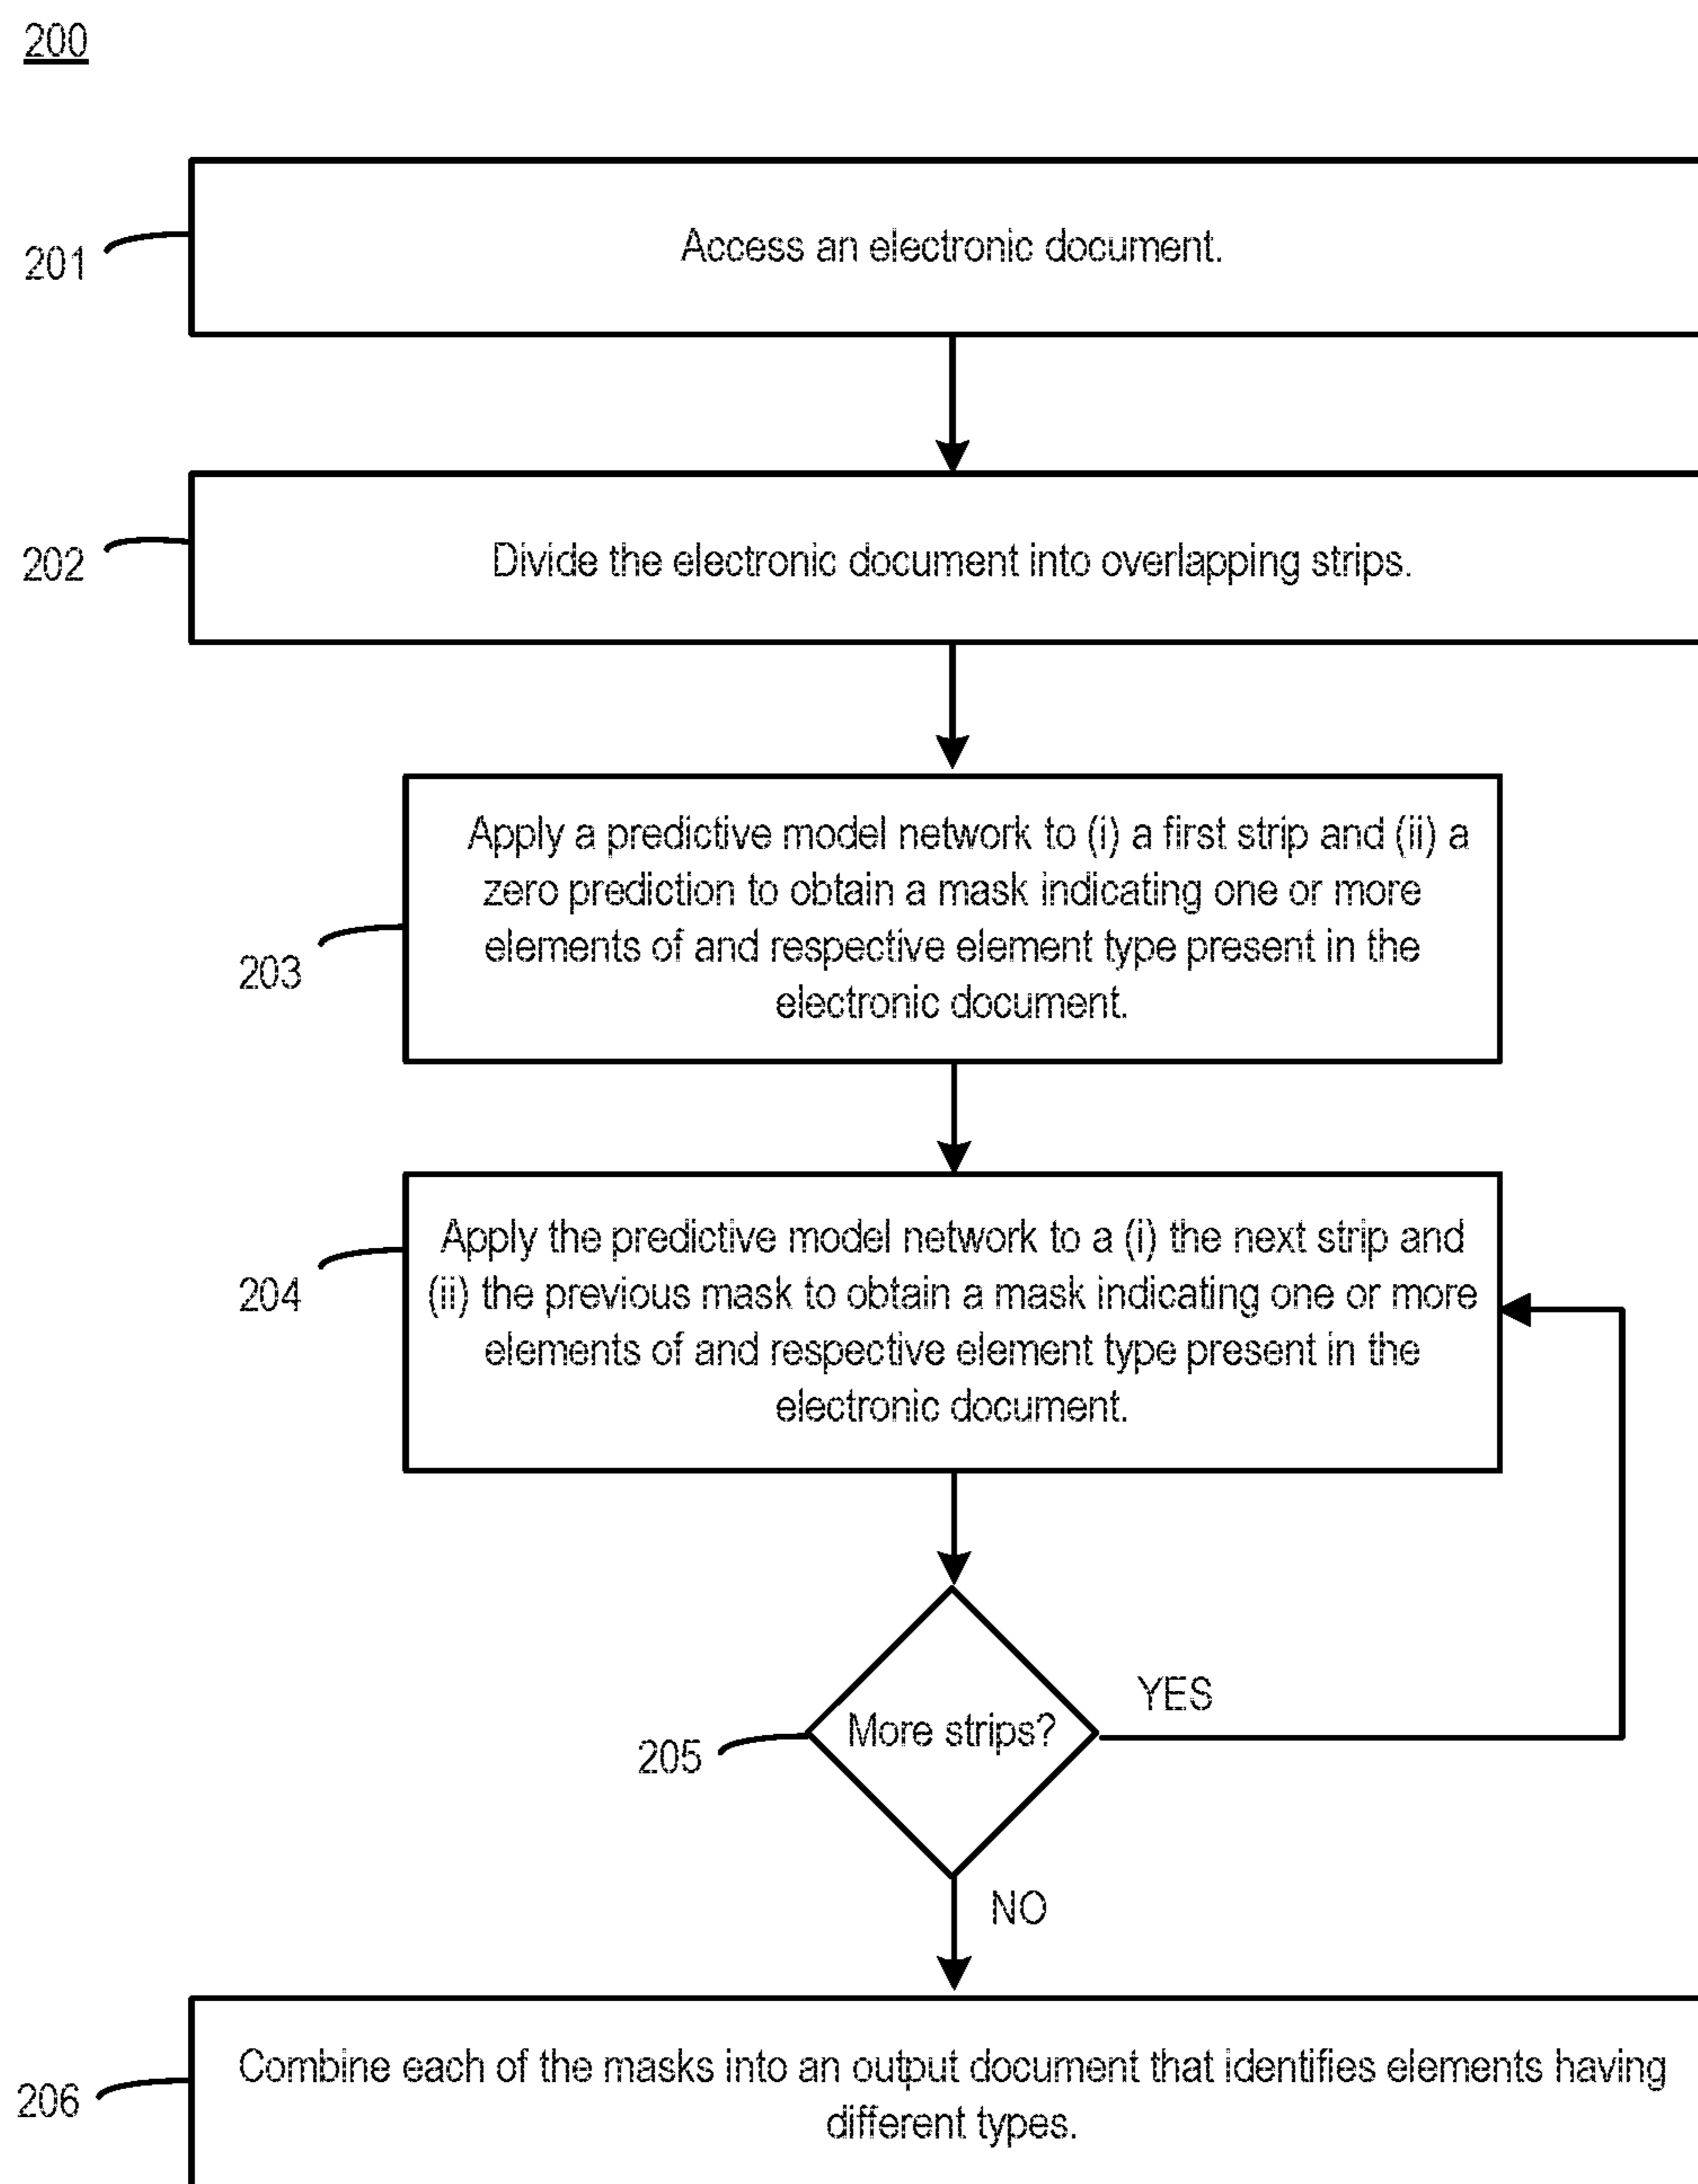 200
201
Access an electronic document.
202
Divide the electronic document into overlapping strips.
203
Apply a predictive model network to (i) a first strip and (ii) a
zero prediction to obtain a mask indicating one or more
elements of and respective element type present in the
electronic document.
204
Apply the predictive model network to a (i) the next strip and
(ii) the previous mask to obtain a mask indicating one or more
elements of and respective element type present in the
electronic document.
205
More strips?
YES
NO
206
Combine each of the masks into an output document that identifies elements having
different types.